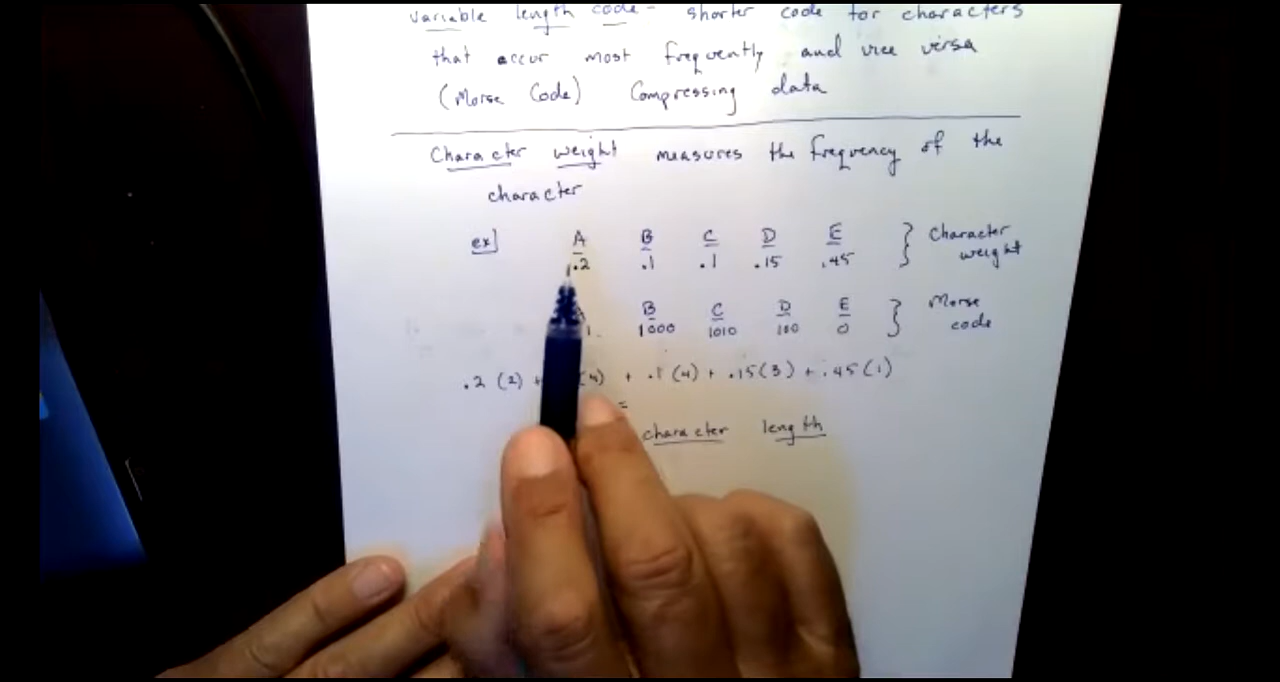 variable length code - shorter code for characters
that occur most frequently and vice versa
(Morse Code) Compressing data
Character weight measures the frequency of the
character
ex] A B C D E } Character
.2 .1 .1 .15 .45 weight
B C D E } Morse
1. 1000 1010 100 0 code
.2 (2) + (4) + .1 (4) + .15(3) + .45(1)
=
character length